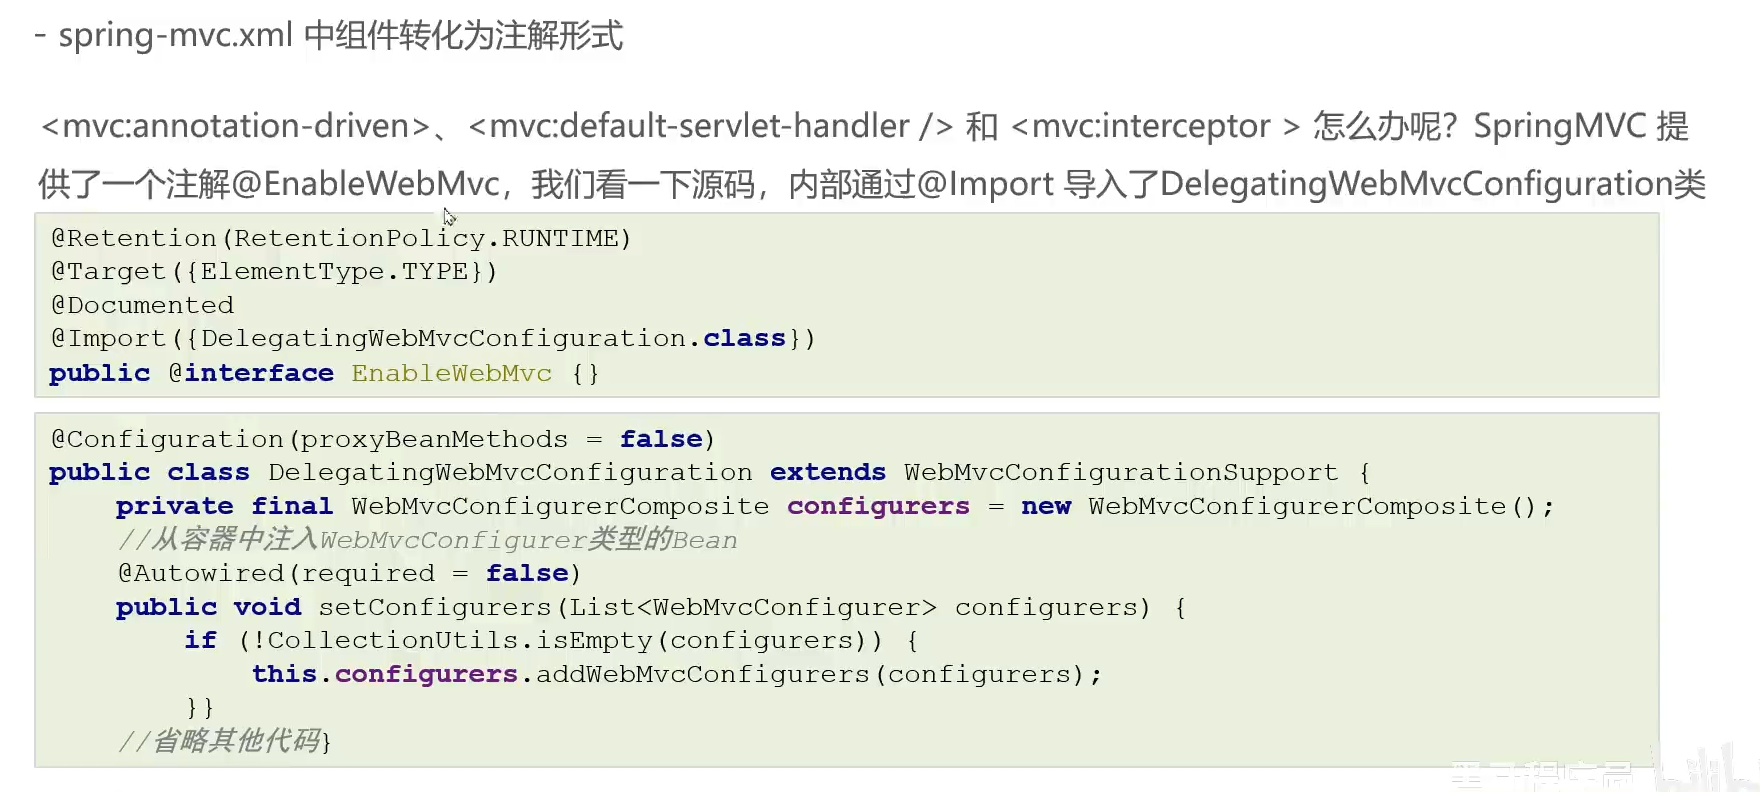 - spring-mvc.xml 中组件转化为注解形式
<mvc:annotation-driven>、<mvc:default-servlet-handler /> 和 <mvc:interceptor > 怎么办呢？SpringMVC 提
供了一个注解@EnableWebMvc，我们看一下源码，内部通过@Import 导入了DelegatingWebMvcConfiguration类
@Retention(RetentionPolicy.RUNTIME)
@Target({ElementType.TYPE})
@Documented
@Import({DelegatingWebMvcConfiguration.class})
public @interface EnableWebMvc {}
@Configuration(proxyBeanMethods = false)
public class DelegatingWebMvcConfiguration extends WebMvcConfigurationSupport {
    private final WebMvcConfigurerComposite configurers = new WebMvcConfigurerComposite();
    //从容器中注入WebMvcConfigurer类型的Bean
    @Autowired(required = false)
    public void setConfigurers(List<WebMvcConfigurer> configurers) {
        if (!CollectionUtils.isEmpty(configurers)) {
            this.configurers.addWebMvcConfigurers(configurers);
        }}
    //省略其他代码}